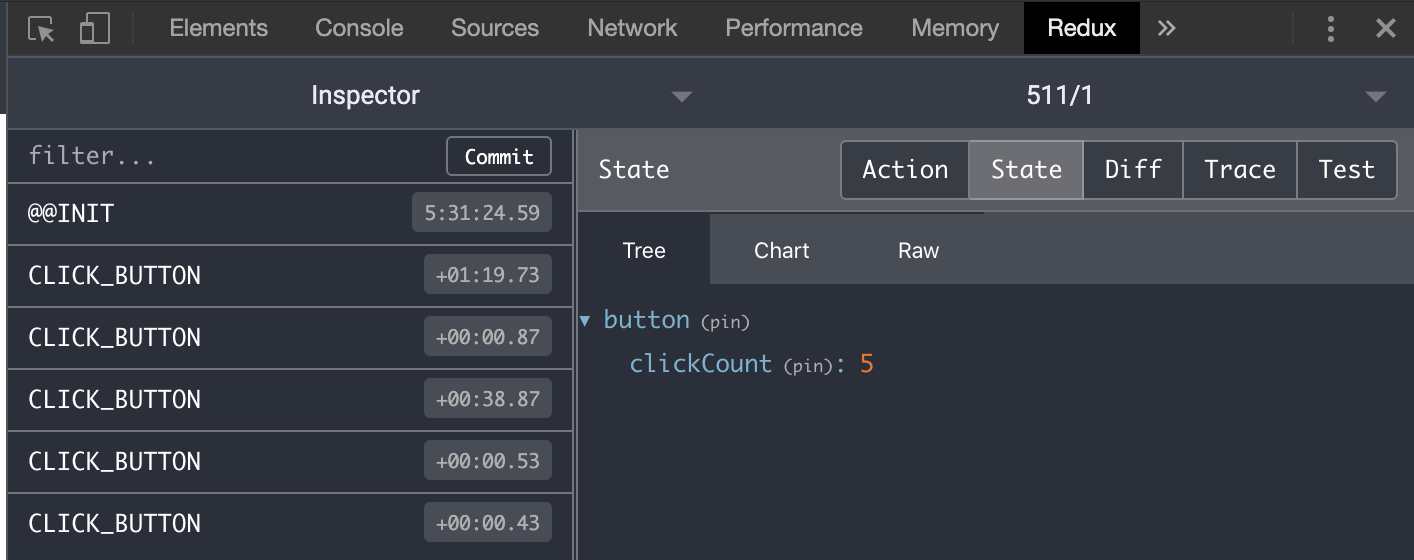 Elements Console Sources Network Performance Memory Redux »
Inspector 511/1
filter... Commit
State Action State Diff Trace Test
@@INIT 5:31:24.59
Tree Chart Raw
CLICK_BUTTON +01:19.73
button (pin)
CLICK_BUTTON +00:00.87
clickCount (pin): 5
CLICK_BUTTON +00:38.87
CLICK_BUTTON +00:00.53
CLICK_BUTTON +00:00.43